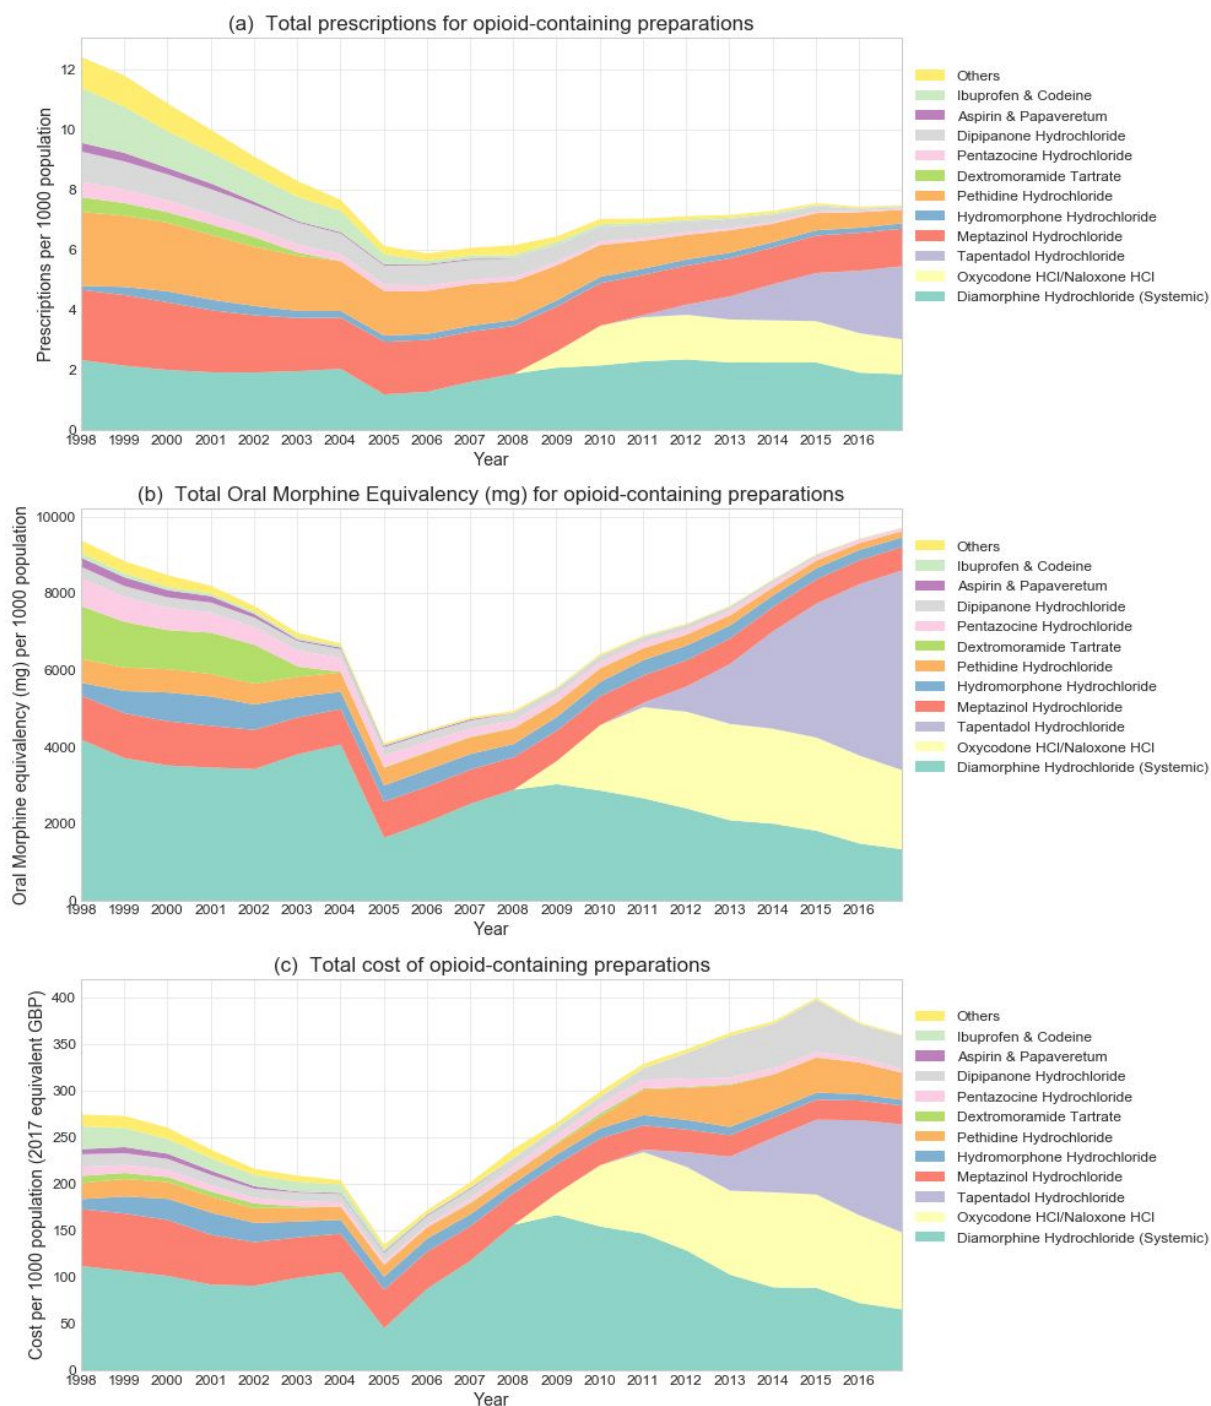 (a)  Total prescriptions for opioid-containing preparations
Prescriptions per 1000 population
12
10
8
6
4
2
0
1998 1999 2000 2001 2002 2003 2004 2005 2006 2007 2008 2009 2010 2011 2012 2013 2014 2015 2016
Year
Others
Ibuprofen & Codeine
Aspirin & Papaveretum
Dipipanone Hydrochloride
Pentazocine Hydrochloride
Dextromoramide Tartrate
Pethidine Hydrochloride
Hydromorphone Hydrochloride
Meptazinol Hydrochloride
Tapentadol Hydrochloride
Oxycodone HCl/Naloxone HCl
Diamorphine Hydrochloride (Systemic)
(b)  Total Oral Morphine Equivalency (mg) for opioid-containing preparations
Oral Morphine equivalency (mg) per 1000 population
10000
8000
6000
4000
2000
0
1998 1999 2000 2001 2002 2003 2004 2005 2006 2007 2008 2009 2010 2011 2012 2013 2014 2015 2016
Year
Others
Ibuprofen & Codeine
Aspirin & Papaveretum
Dipipanone Hydrochloride
Pentazocine Hydrochloride
Dextromoramide Tartrate
Pethidine Hydrochloride
Hydromorphone Hydrochloride
Meptazinol Hydrochloride
Tapentadol Hydrochloride
Oxycodone HCl/Naloxone HCl
Diamorphine Hydrochloride (Systemic)
(c)  Total cost of opioid-containing preparations
Cost per 1000 population (2017 equivalent GBP)
400
350
300
250
200
150
100
50
0
1998 1999 2000 2001 2002 2003 2004 2005 2006 2007 2008 2009 2010 2011 2012 2013 2014 2015 2016
Year
Others
Ibuprofen & Codeine
Aspirin & Papaveretum
Dipipanone Hydrochloride
Pentazocine Hydrochloride
Dextromoramide Tartrate
Pethidine Hydrochloride
Hydromorphone Hydrochloride
Meptazinol Hydrochloride
Tapentadol Hydrochloride
Oxycodone HCl/Naloxone HCl
Diamorphine Hydrochloride (Systemic)